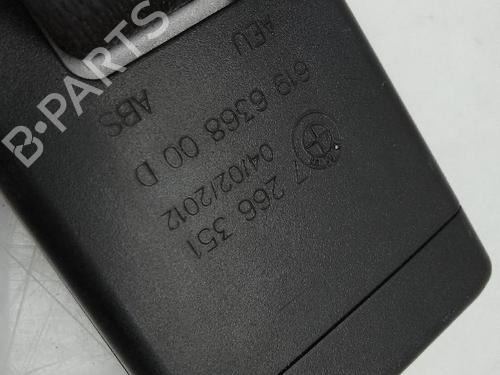 B-PARTS
AEU
619 6368 00 D
ABS
7 266 351
04/02/2012